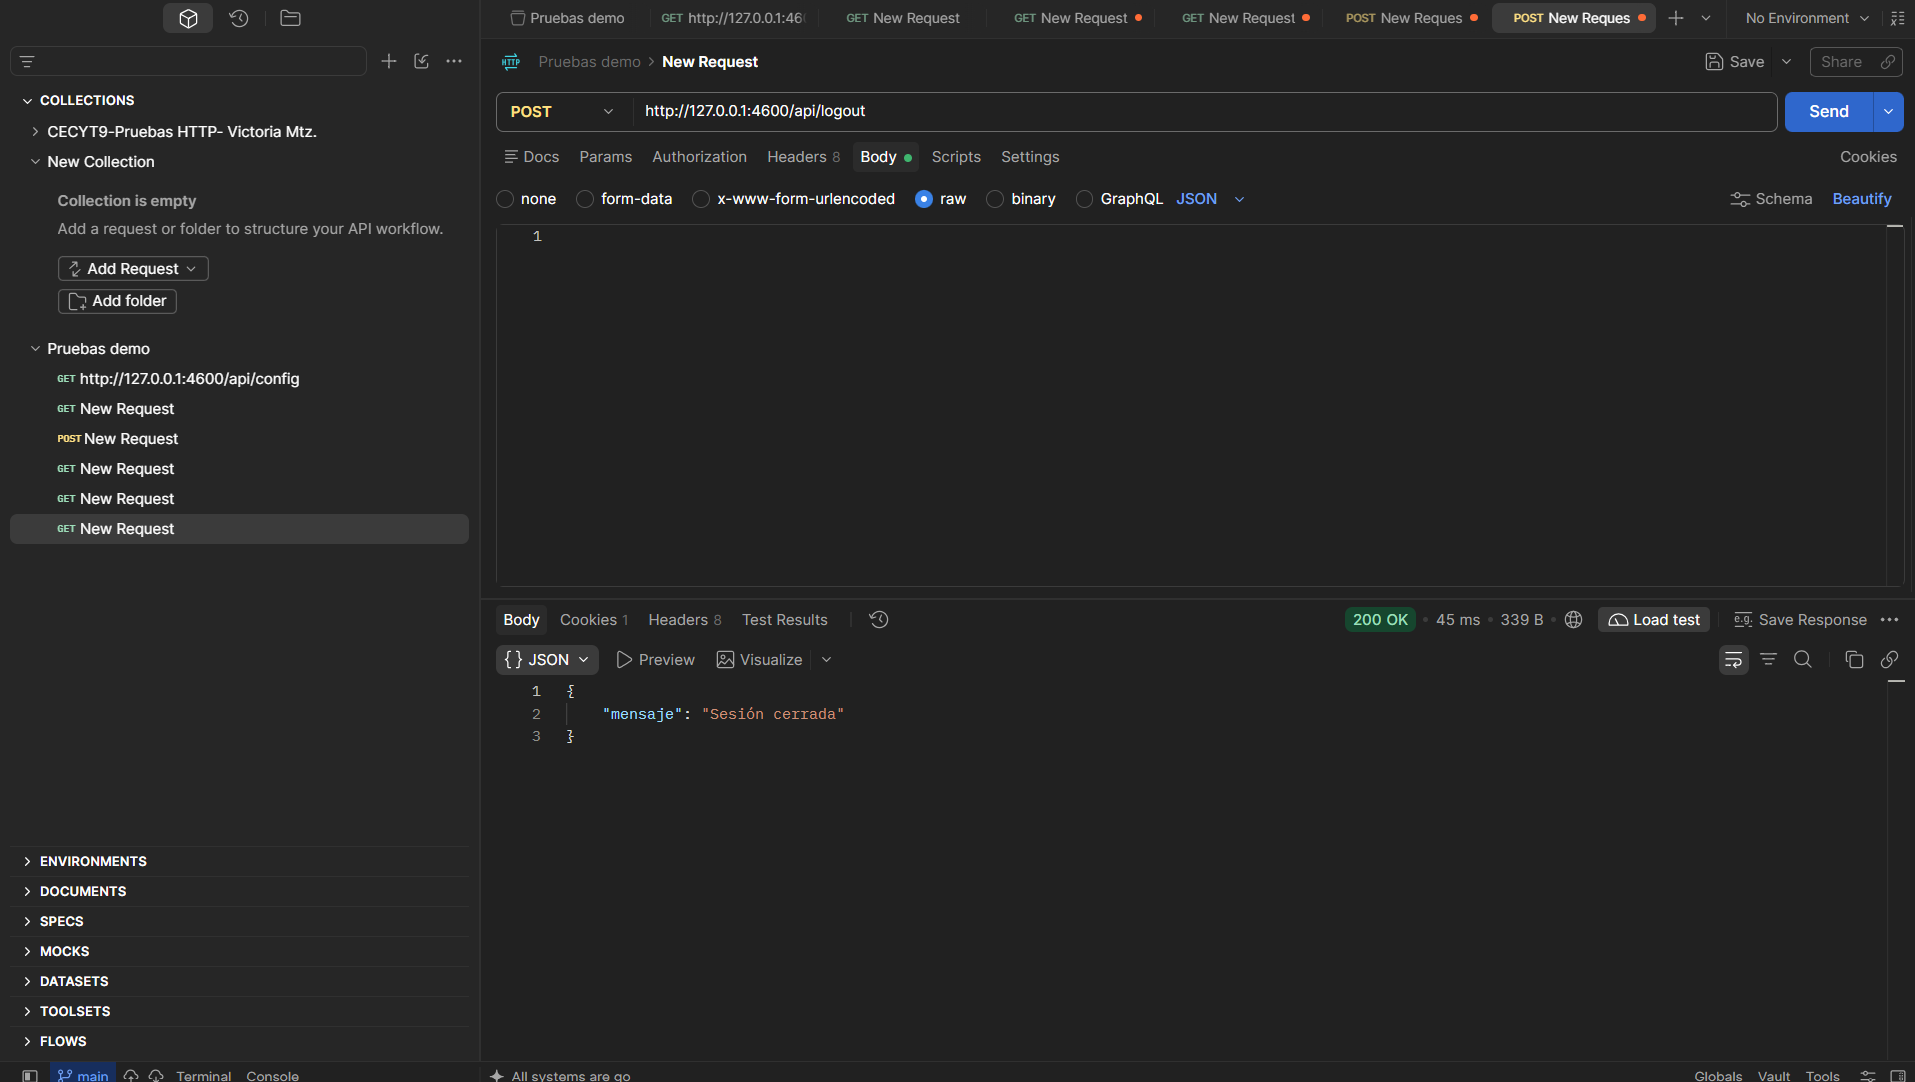 Pruebas demo
GET http://127.0.0.1:46
GET New Request
GET New Request
GET New Request
POST New Reques
POST New Reques
No Environment
Pruebas demo > New Request
Save
Share
POST
http://127.0.0.1:4600/api/logout
Send
Docs
Params
Authorization
Headers 8
Body
Scripts
Settings
Cookies
none
form-data
x-www-form-urlencoded
raw
binary
GraphQL
JSON
Schema
Beautify
1
COLLECTIONS
CECYT9-Pruebas HTTP- Victoria Mtz.
New Collection
Collection is empty
Add a request or folder to structure your API workflow.
Add Request
Add folder
Pruebas demo
GET http://127.0.0.1:4600/api/config
GET New Request
POST New Request
GET New Request
GET New Request
GET New Request
ENVIRONMENTS
DOCUMENTS
SPECS
MOCKS
DATASETS
TOOLSETS
FLOWS
Body
Cookies 1
Headers 8
Test Results
200 OK
45 ms
339 B
Load test
e.g. Save Response
{} JSON
Preview
Visualize
1 {
2 "mensaje": "Sesión cerrada"
3 }
main
Terminal
Console
All systems are go
Globals
Vault
Tools